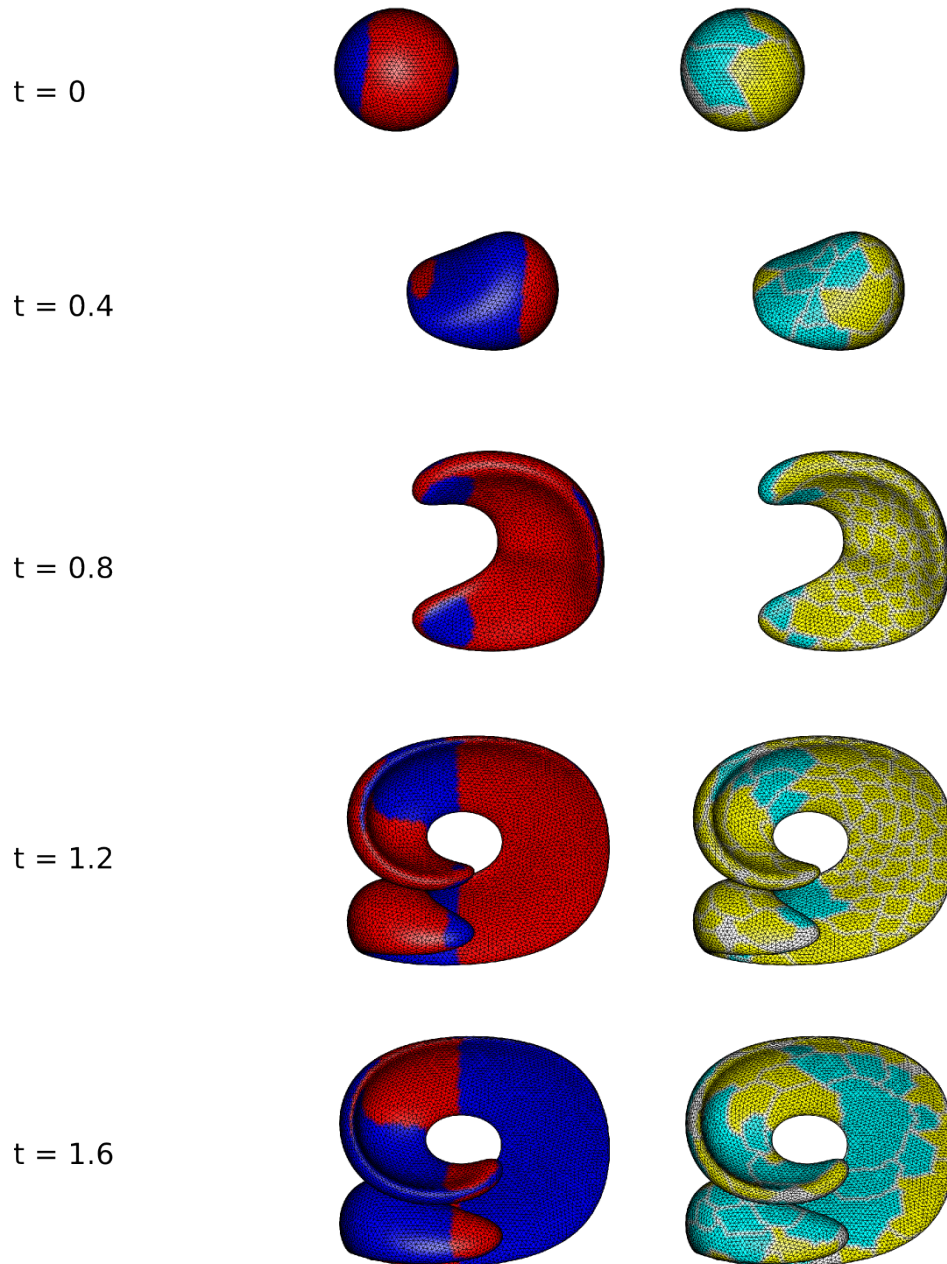 t = 0
t = 0.4
t = 0.8
t = 1.2
t = 1.6